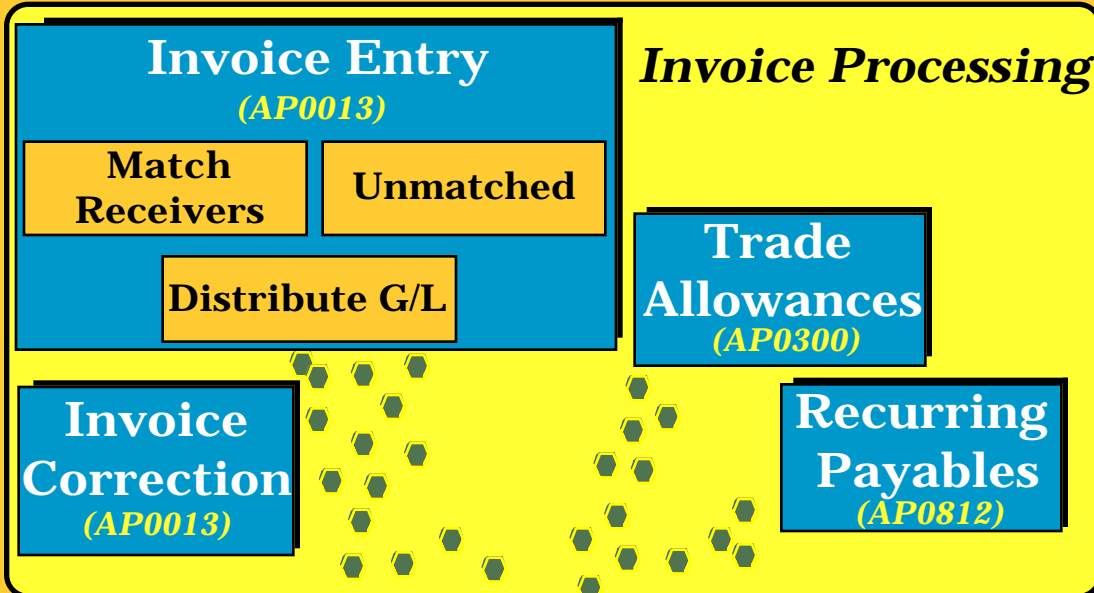 Invoice Processing
Invoice Entry
(AP0013)
Match
Receivers
Unmatched
Distribute G/L
Trade
Allowances
(AP0300)
Invoice
Correction
(AP0013)
Recurring
Payables
(AP0812)